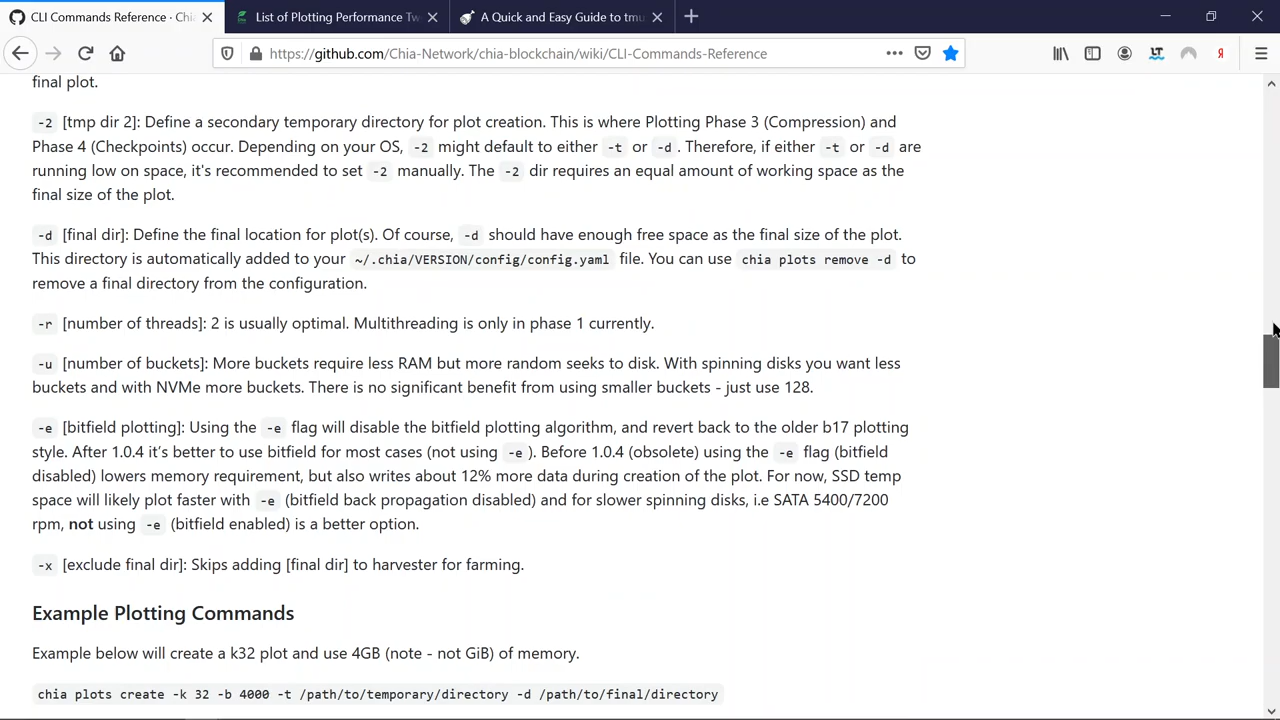 CLI Commands Reference · Chia
List of Plotting Performance Tw
A Quick and Easy Guide to tmu
https://github.com/Chia-Network/chia-blockchain/wiki/CLI-Commands-Reference
final plot.
-2 [tmp dir 2]: Define a secondary temporary directory for plot creation. This is where Plotting Phase 3 (Compression) and
Phase 4 (Checkpoints) occur. Depending on your OS, -2 might default to either -t or -d. Therefore, if either -t or -d are
running low on space, it's recommended to set -2 manually. The -2 dir requires an equal amount of working space as the
final size of the plot.
-d [final dir]: Define the final location for plot(s). Of course, -d should have enough free space as the final size of the plot.
This directory is automatically added to your ~/.chia/VERSION/config/config.yaml file. You can use chia plots remove -d to
remove a final directory from the configuration.
-r [number of threads]: 2 is usually optimal. Multithreading is only in phase 1 currently.
-u [number of buckets]: More buckets require less RAM but more random seeks to disk. With spinning disks you want less
buckets and with NVMe more buckets. There is no significant benefit from using smaller buckets - just use 128.
-e [bitfield plotting]: Using the -e flag will disable the bitfield plotting algorithm, and revert back to the older b17 plotting
style. After 1.0.4 it’s better to use bitfield for most cases (not using -e). Before 1.0.4 (obsolete) using the -e flag (bitfield
disabled) lowers memory requirement, but also writes about 12% more data during creation of the plot. For now, SSD temp
space will likely plot faster with -e (bitfield back propagation disabled) and for slower spinning disks, i.e SATA 5400/7200
rpm, not using -e (bitfield enabled) is a better option.
-x [exclude final dir]: Skips adding [final dir] to harvester for farming.
Example Plotting Commands
Example below will create a k32 plot and use 4GB (note - not GiB) of memory.
chia plots create -k 32 -b 4000 -t /path/to/temporary/directory -d /path/to/final/directory